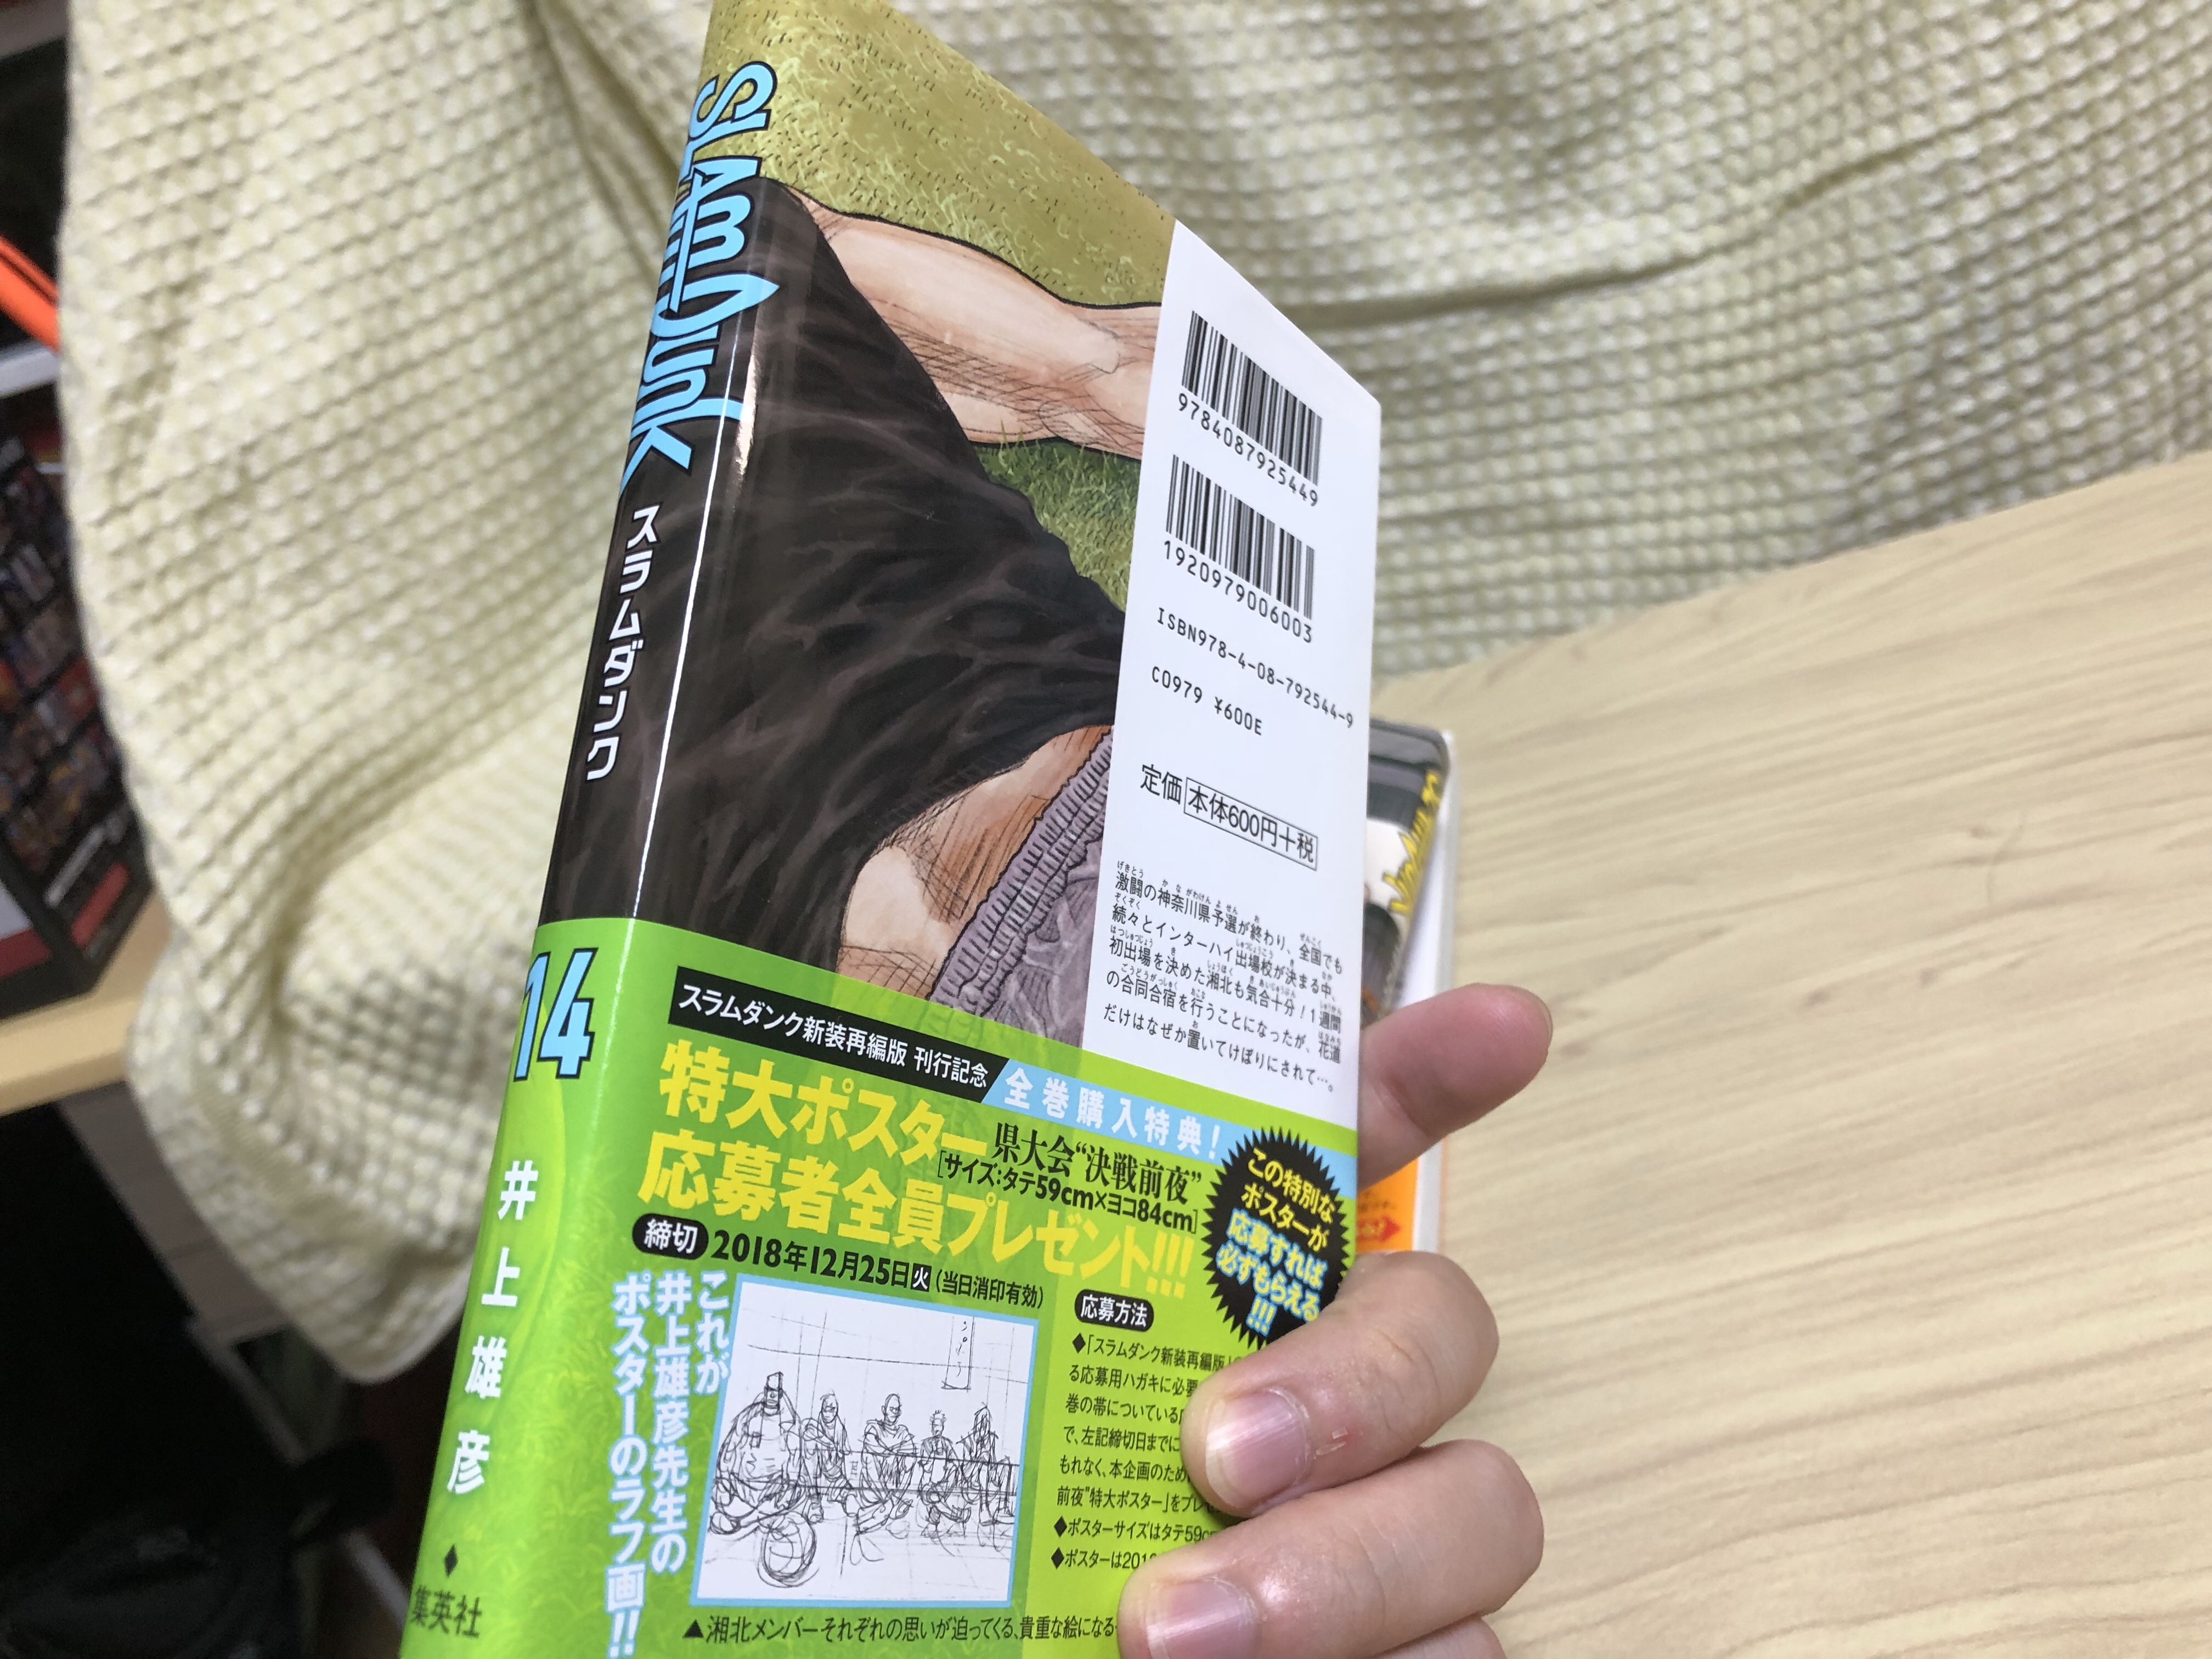 SLAM DUNK
スラムダンク
14
井上雄彦
◆
集英社
9784087925449
1920979006003
ISBN978-4-08-792544-9
C0979 ¥600E
定価 本体600円+税
激闘の神奈川県予選が終わり、全国でも
続々とインターハイ出場校が決まる中、
初出場を決めた湘北も気合十分！1週間
の合同合宿を行うことになったが、花道
だけはなぜか置いてけぼりにされて…。
スラムダンク新装再編版 刊行記念
全巻購入特典！
特大ポスター 県大会“決戦前夜”
[サイズ:タテ59cm×ヨコ84cm]
応募者全員プレゼント!!!
締切 2018年12月25日火(当日消印有効)
この特別な
ポスターが
応募すれば
必ずもらえる
!!!
これが
井上雄彦先生の
ポスターのラフ画!!
応募方法
◆「スラムダンク新装再編版」
る応募用ハガキに必要
巻の帯についている
で、左記締切日までに
もれなく、本企画のため
前夜”特大ポスター」をプレ
◆ポスターサイズはタテ59c
◆ポスターは201
▲湘北メンバーそれぞれの思いが迫ってくる、貴重な絵になる